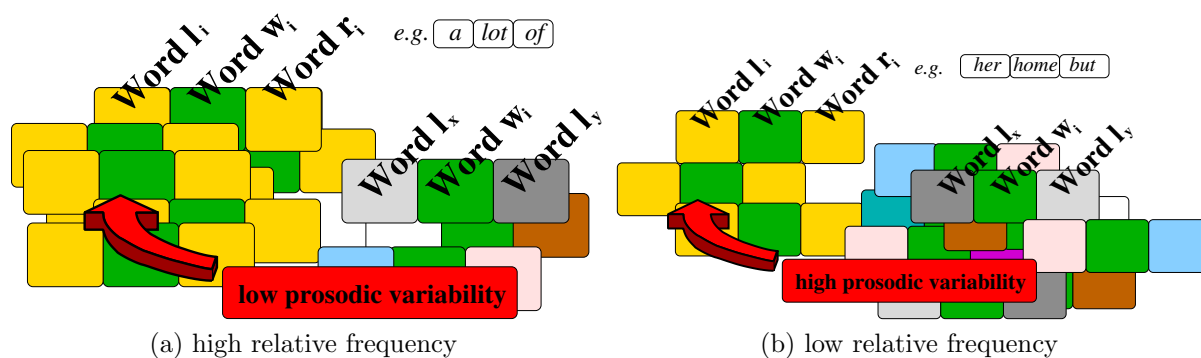 Word l_i Word w_i Word r_i
e.g. a lot of
Word l_x Word w_i Word l_y
low prosodic variability
(a) high relative frequency
Word l_i Word w_i Word r_i
e.g. her home but
Word l_x Word w_i Word l_y
high prosodic variability
(b) low relative frequency